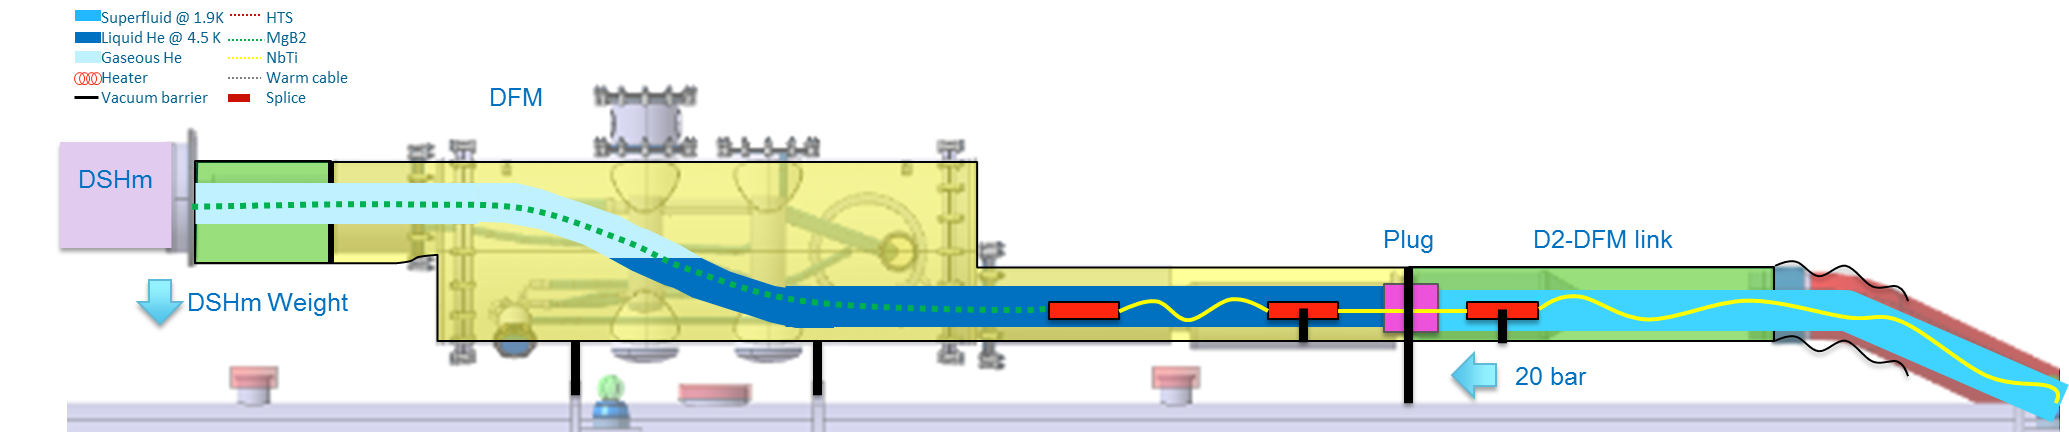 Superfluid @ 1.9K
HTS
Liquid He @ 4.5 K
MgB2
Gaseous He
NbTi
Heater
Warm cable
Vacuum barrier
Splice
DFM
DSHm
Plug
D2-DFM link
DSHm Weight
20 bar